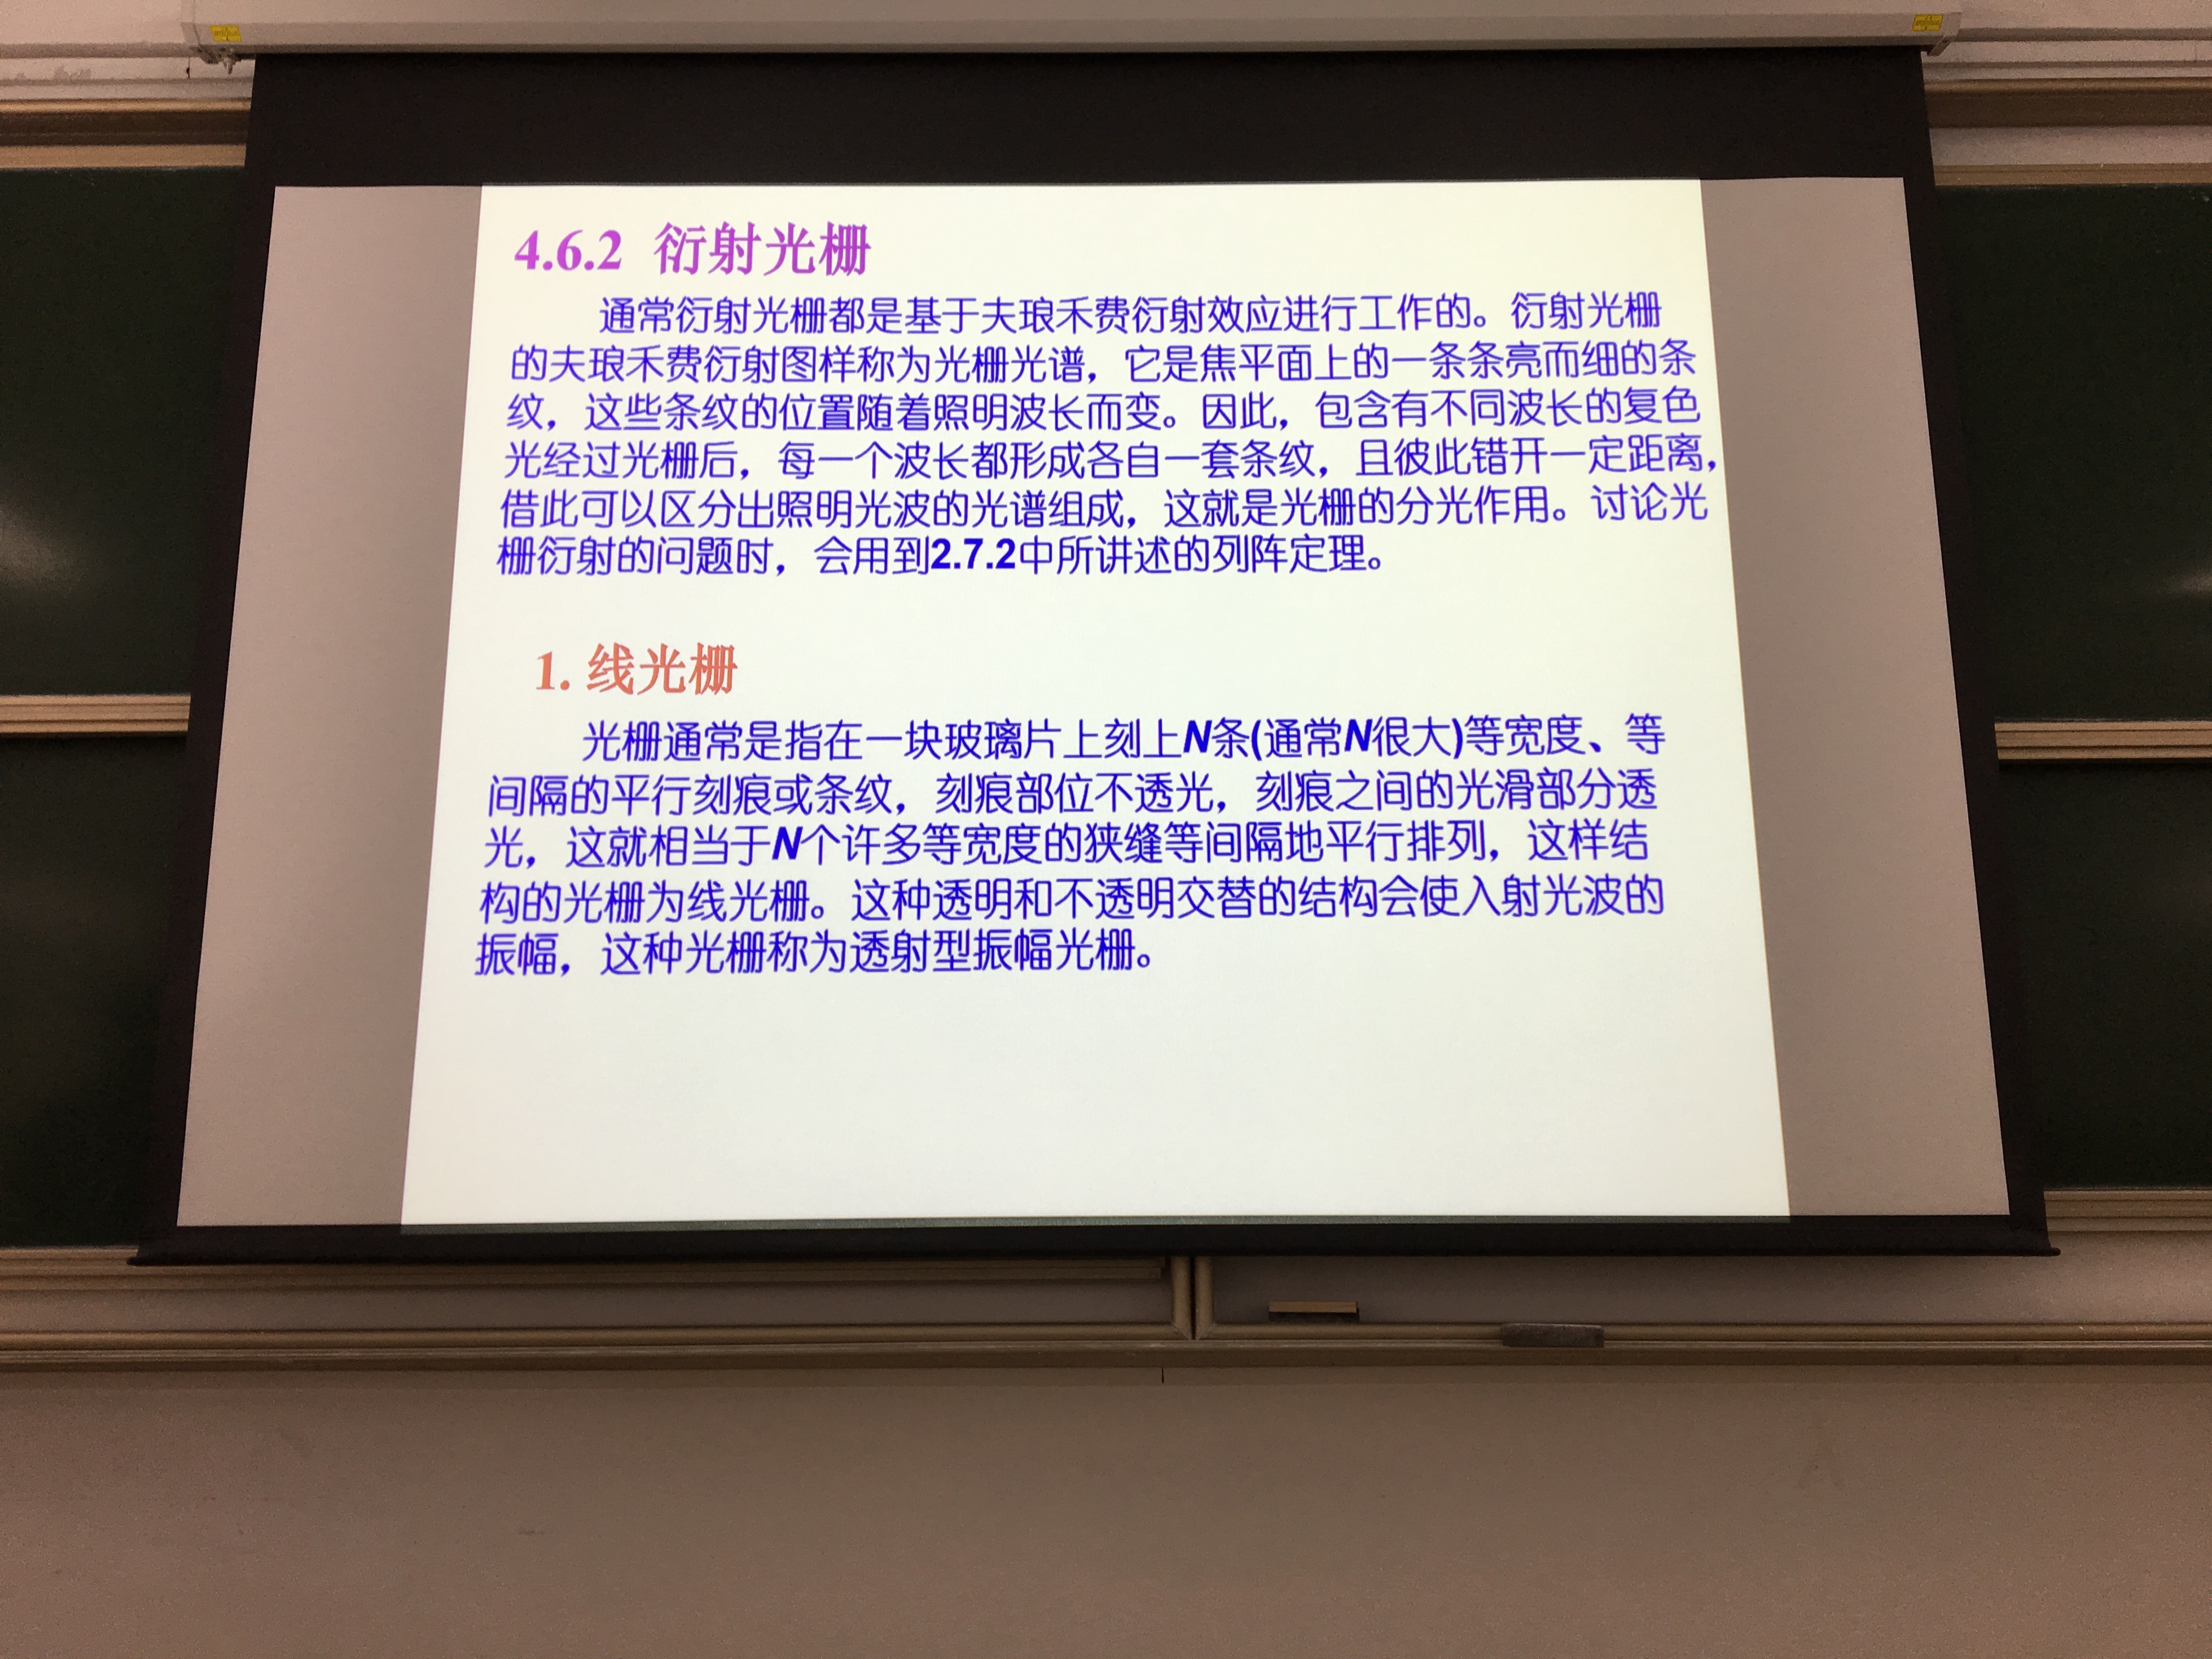 4.6.2 衍射光栅
通常衍射光栅都是基于夫琅禾费衍射效应进行工作的。衍射光栅
的夫琅禾费衍射图样称为光栅光谱，它是焦平面上的一条条亮而细的条
纹，这些条纹的位置随着照明波长而变。因此，包含有不同波长的复色
光经过光栅后，每一个波长都形成各自一套条纹，且彼此错开一定距离，
借此可以区分出照明光波的光谱组成，这就是光栅的分光作用。讨论光
栅衍射的问题时，会用到2.7.2中所讲述的列阵定理。
1. 线光栅
光栅通常是指在一块玻璃片上刻上N条(通常N很大)等宽度、等
间隔的平行刻痕或条纹，刻痕部位不透光，刻痕之间的光滑部分透
光，这就相当于N个许多等宽度的狭缝等间隔地平行排列，这样结
构的光栅为线光栅。这种透明和不透明交替的结构会使入射光波的
振幅，这种光栅称为透射型振幅光栅。